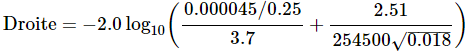 Droite = −2.0 log₁₀(0.000045/0.25 / 3.7 + 2.51 / 254500√0.018)